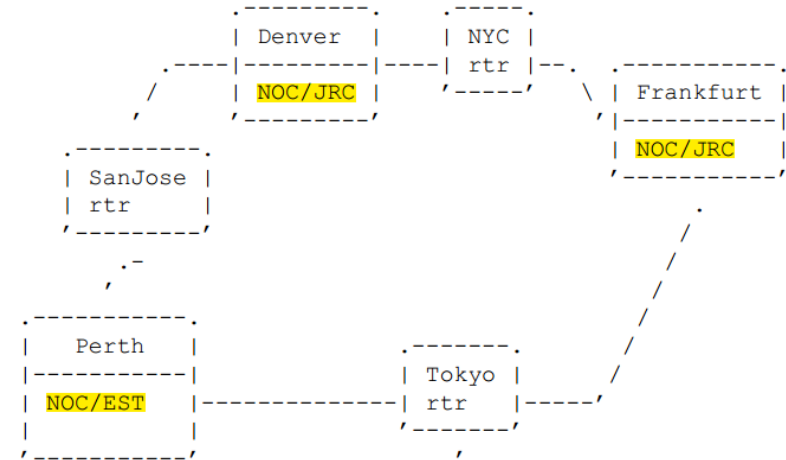 Denver
NYC
rtr
NOC/JRC
Frankfurt
NOC/JRC
SanJose
rtr
Perth
NOC/EST
Tokyo
rtr